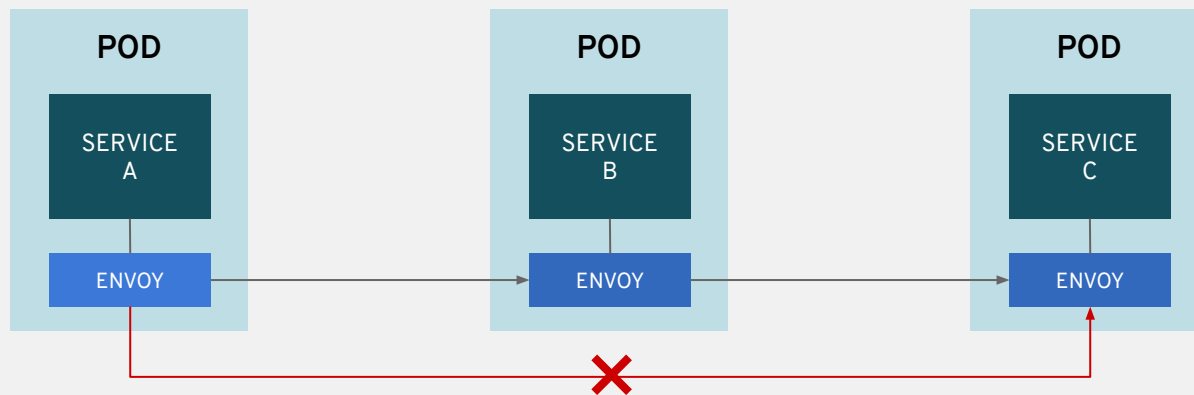 POD
SERVICE
A
ENVOY
POD
SERVICE
B
ENVOY
POD
SERVICE
C
ENVOY